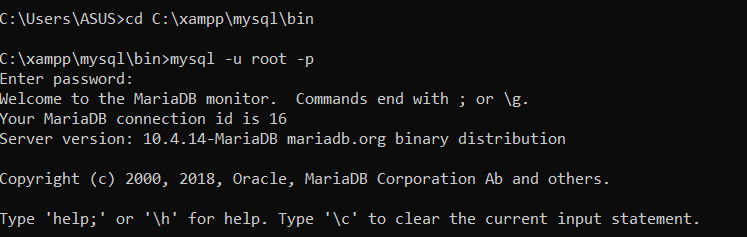 C:\Users\ASUS>cd C:\xampp\mysql\bin
C:\xampp\mysql\bin>mysql -u root -p
Enter password:
Welcome to the MariaDB monitor.  Commands end with ; or \g.
Your MariaDB connection id is 16
Server version: 10.4.14-MariaDB mariadb.org binary distribution
Copyright (c) 2000, 2018, Oracle, MariaDB Corporation Ab and others.
Type 'help;' or '\h' for help. Type '\c' to clear the current input statement.